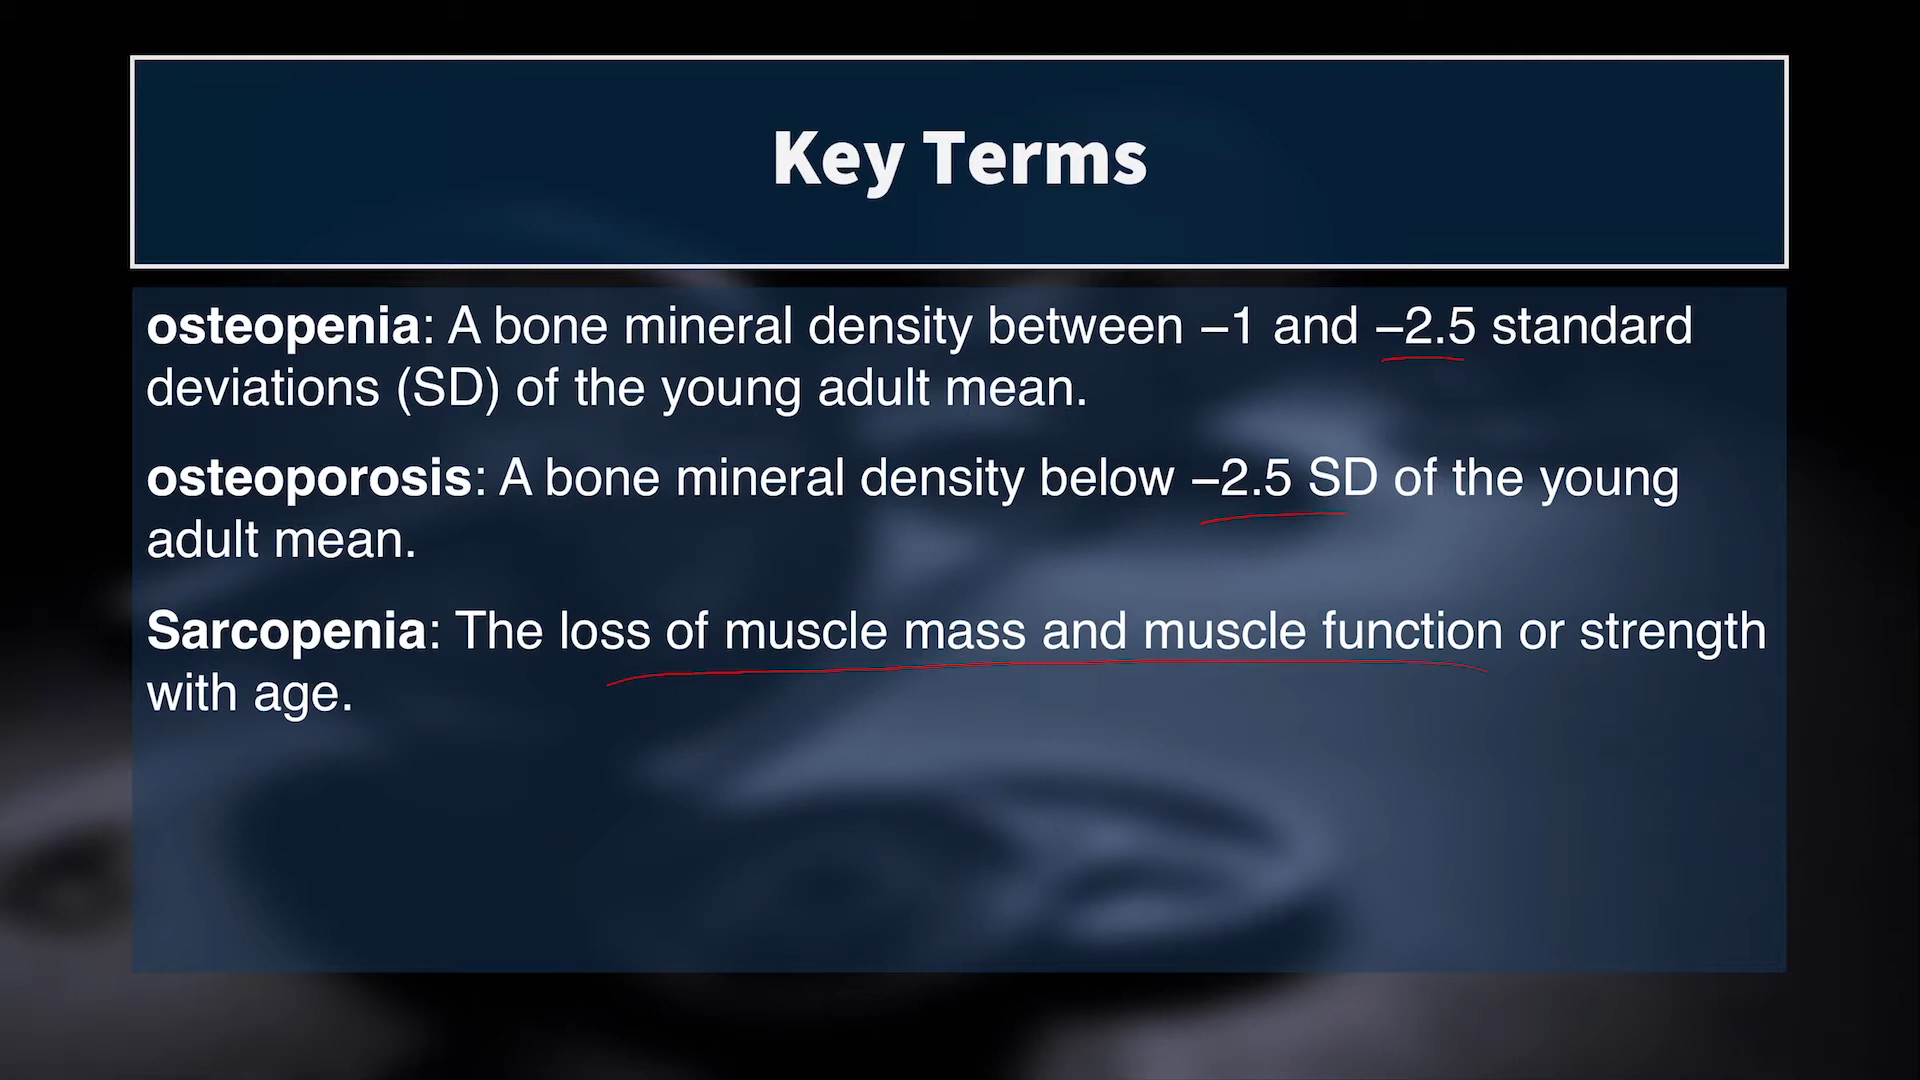 Key Terms
osteopenia: A bone mineral density between –1 and –2.5 standard
deviations (SD) of the young adult mean.
osteoporosis: A bone mineral density below –2.5 SD of the young
adult mean.
Sarcopenia: The loss of muscle mass and muscle function or strength
with age.